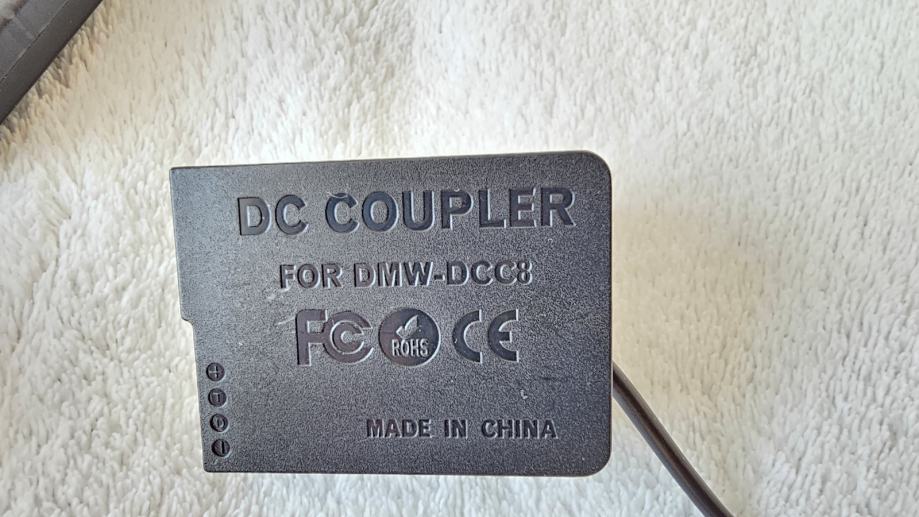 DC COUPLER
FOR DMW-DCC8
FC RoHS CE
MADE IN CHINA
+
T
-